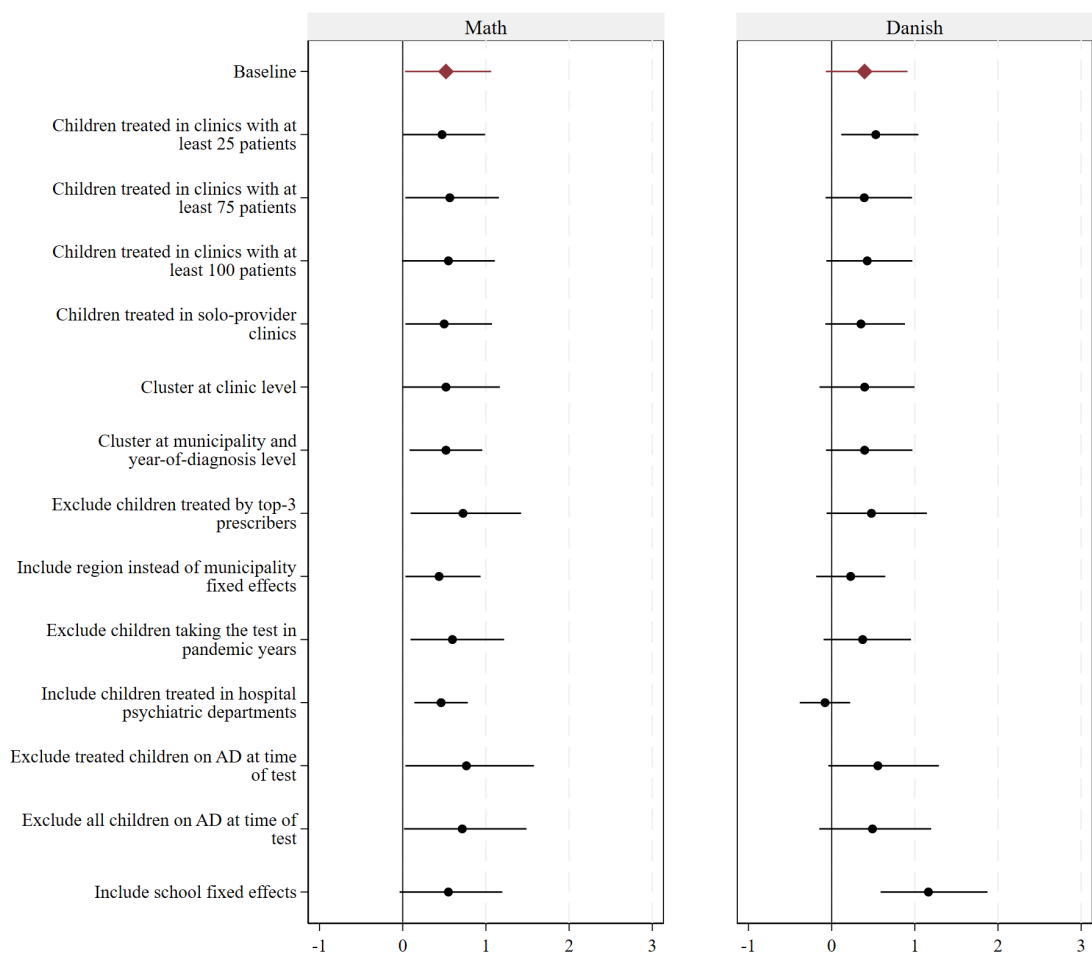 Math
Danish
Baseline
Children treated in clinics with at
least 25 patients
Children treated in clinics with at
least 75 patients
Children treated in clinics with at
least 100 patients
Children treated in solo-provider
clinics
Cluster at clinic level
Cluster at municipality and
year-of-diagnosis level
Exclude children treated by top-3
prescribers
Include region instead of municipality
fixed effects
Exclude children taking the test in
pandemic years
Include children treated in hospital
psychiatric departments
Exclude treated children on AD at time
of test
Exclude all children on AD at time of
test
Include school fixed effects
-1 0 1 2 3
-1 0 1 2 3